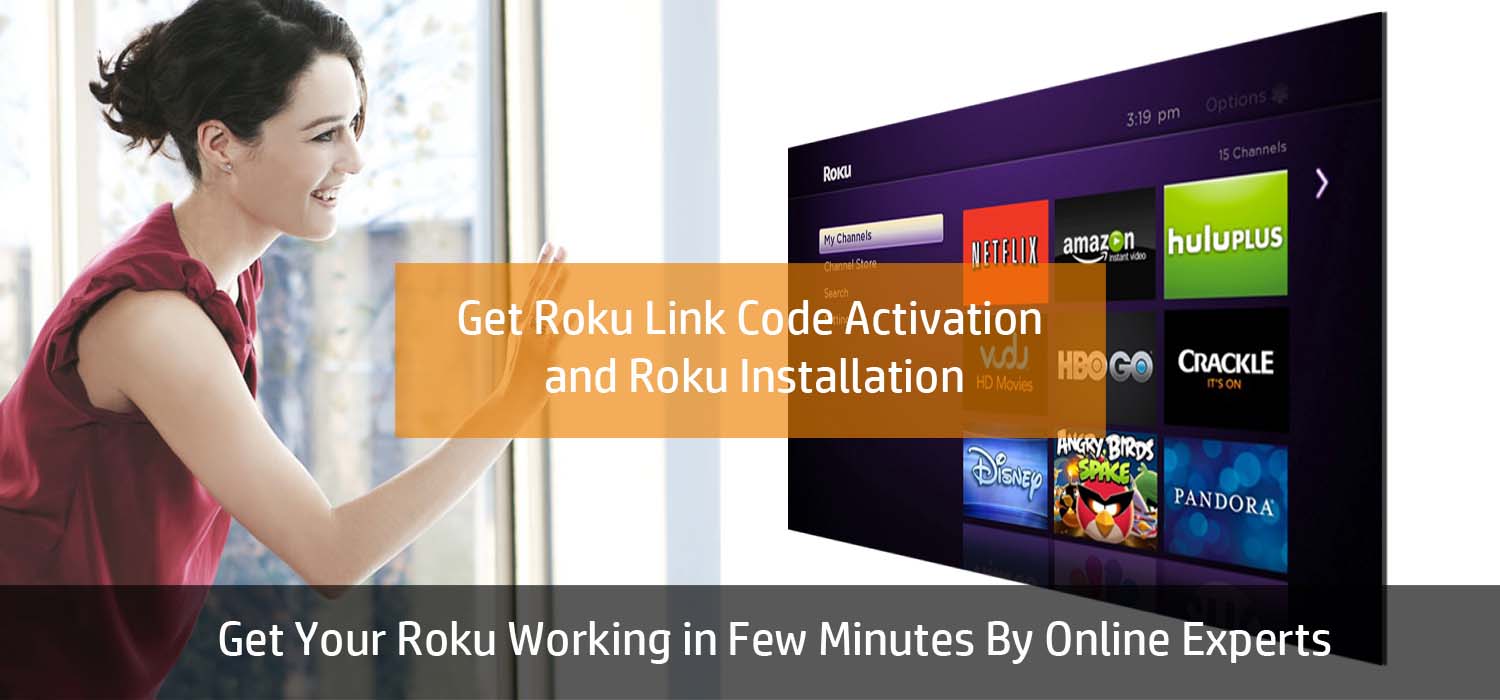 3:19 pm
Options
Roku
15 Channels
My Channels
Channel Store
Search
NETFLIX
amazon
instant video
huluPLUS
Get Roku Link Code Activation
and Roku Installation
vudu
HD Movies
HBO GO
CRACKLE
IT'S ON
Disney
ANGRY BIRDS
SPACE
PANDORA
Get Your Roku Working in Few Minutes By Online Experts